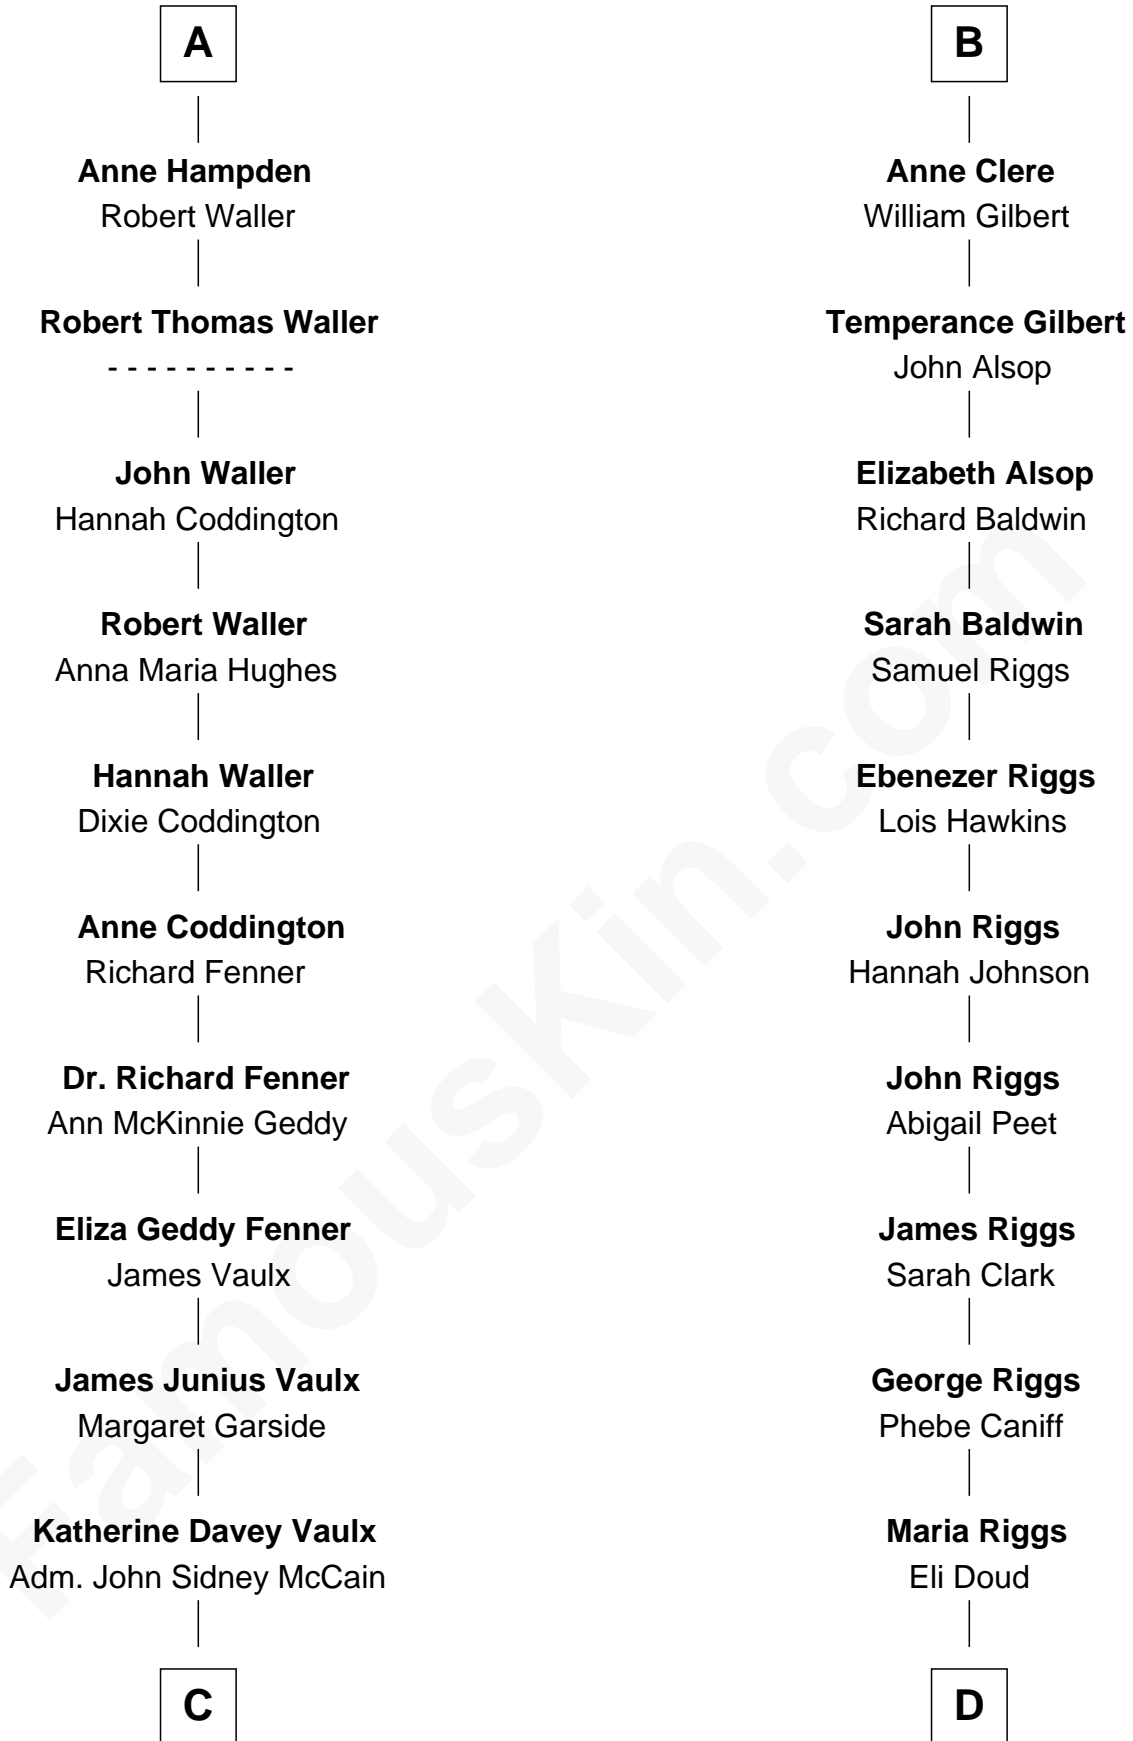 A
Anne Hampden
Robert Waller
Robert Thomas Waller
- - - - - - - - - -
John Waller
Hannah Coddington
Robert Waller
Anna Maria Hughes
Hannah Waller
Dixie Coddington
Anne Coddington
Richard Fenner
Dr. Richard Fenner
Ann McKinnie Geddy
Eliza Geddy Fenner
James Vaulx
James Junius Vaulx
Margaret Garside
Katherine Davey Vaulx
Adm. John Sidney McCain
C
B
Anne Clere
William Gilbert
Temperance Gilbert
John Alsop
Elizabeth Alsop
Richard Baldwin
Sarah Baldwin
Samuel Riggs
Ebenezer Riggs
Lois Hawkins
John Riggs
Hannah Johnson
John Riggs
Abigail Peet
James Riggs
Sarah Clark
George Riggs
Phebe Caniff
Maria Riggs
Eli Doud
D
FamousKin.com